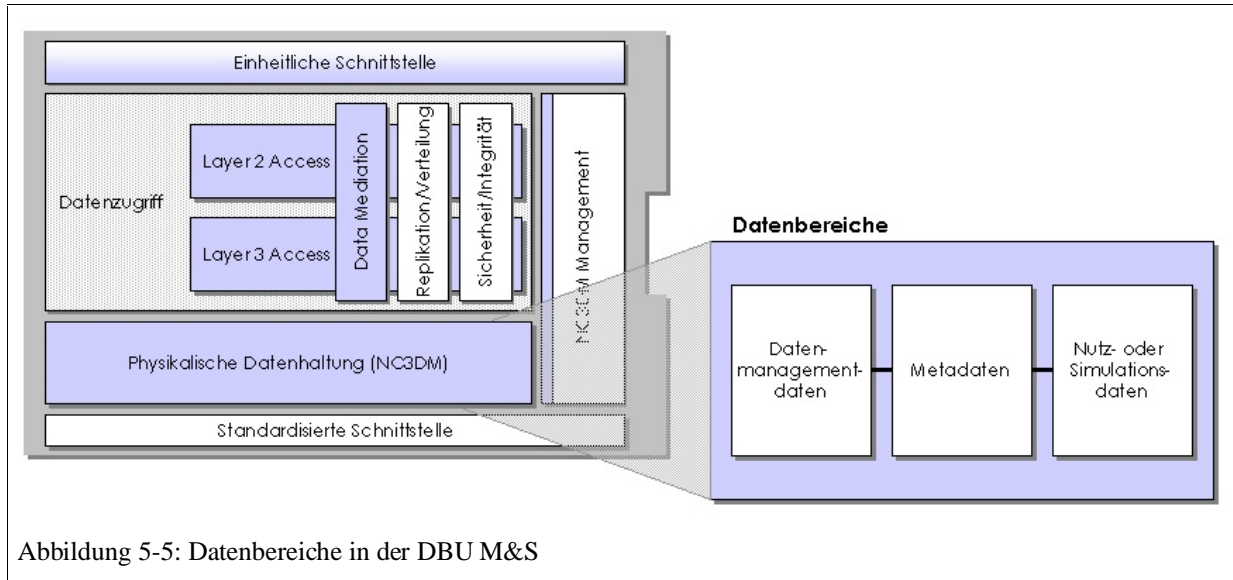 Einheitliche Schnittstelle
Datenzugriff
Layer 2 Access
Layer 3 Access
Data Mediation
Replikation/Verteilung
Sicherheit/Integrität
NC3DM Management
Physikalische Datenhaltung (NC3DM)
Standardisierte Schnittstelle
Datenbereiche
Daten-
management-
daten
Metadaten
Nutz- oder
Simulations-
daten
Abbildung 5-5: Datenbereiche in der DBU M&S